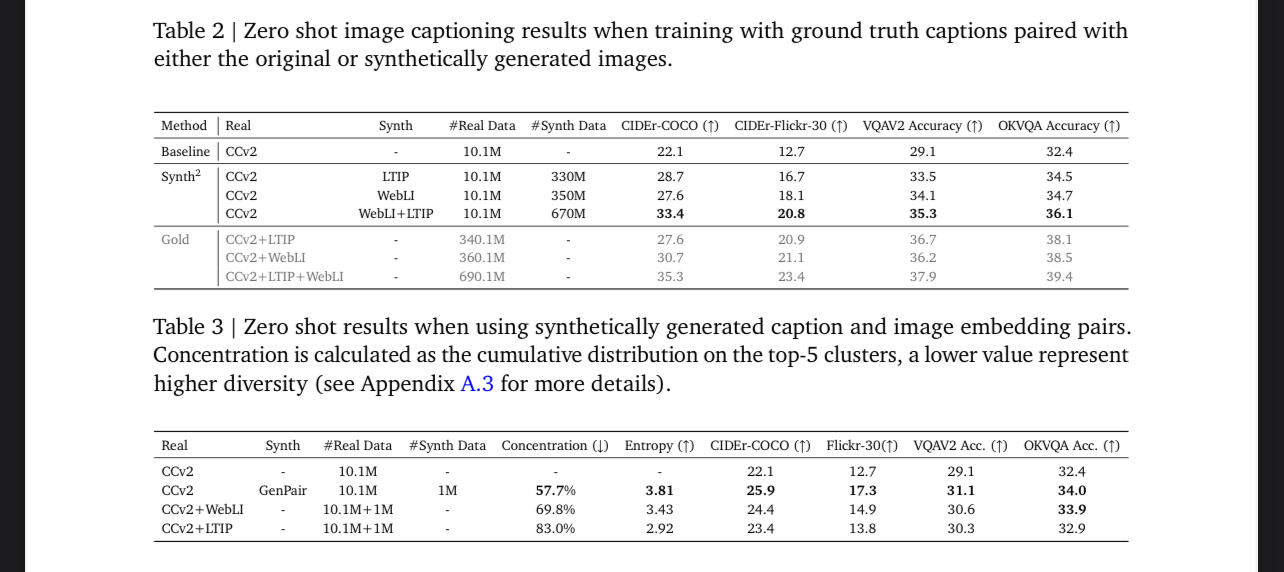 Table 2 | Zero shot image captioning results when training with ground truth captions paired with
either the original or synthetically generated images.
Method Real Synth #Real Data #Synth Data CIDEr-COCO (↑) CIDEr-Flickr-30 (↑) VQAV2 Accuracy (↑) OKVQA Accuracy (↑)
Baseline CCv2 - 10.1M - 22.1 12.7 29.1 32.4
Synth² CCv2 LTIP 10.1M 330M 28.7 16.7 33.5 34.5
CCv2 WebLI 10.1M 350M 27.6 18.1 34.1 34.7
CCv2 WebLI+LTIP 10.1M 670M 33.4 20.8 35.3 36.1
Gold CCv2+LTIP - 340.1M - 27.6 20.9 36.7 38.1
CCv2+WebLI - 360.1M - 30.7 21.1 36.2 38.5
CCv2+LTIP+WebLI - 690.1M - 35.3 23.4 37.9 39.4
Table 3 | Zero shot results when using synthetically generated caption and image embedding pairs.
Concentration is calculated as the cumulative distribution on the top-5 clusters, a lower value represent
higher diversity (see Appendix A.3 for more details).
Real Synth #Real Data #Synth Data Concentration (↓) Entropy (↑) CIDEr-COCO (↑) Flickr-30(↑) VQAV2 Acc. (↑) OKVQA Acc. (↑)
CCv2 - 10.1M - - - 22.1 12.7 29.1 32.4
CCv2 GenPair 10.1M 1M 57.7% 3.81 25.9 17.3 31.1 34.0
CCv2+WebLI - 10.1M+1M - 69.8% 3.43 24.4 14.9 30.6 33.9
CCv2+LTIP - 10.1M+1M - 83.0% 2.92 23.4 13.8 30.3 32.9